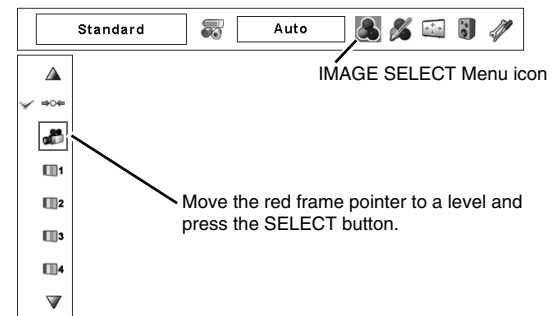 Standard Auto
IMAGE SELECT Menu icon
Move the red frame pointer to a level and
press the SELECT button.
1
2
3
4